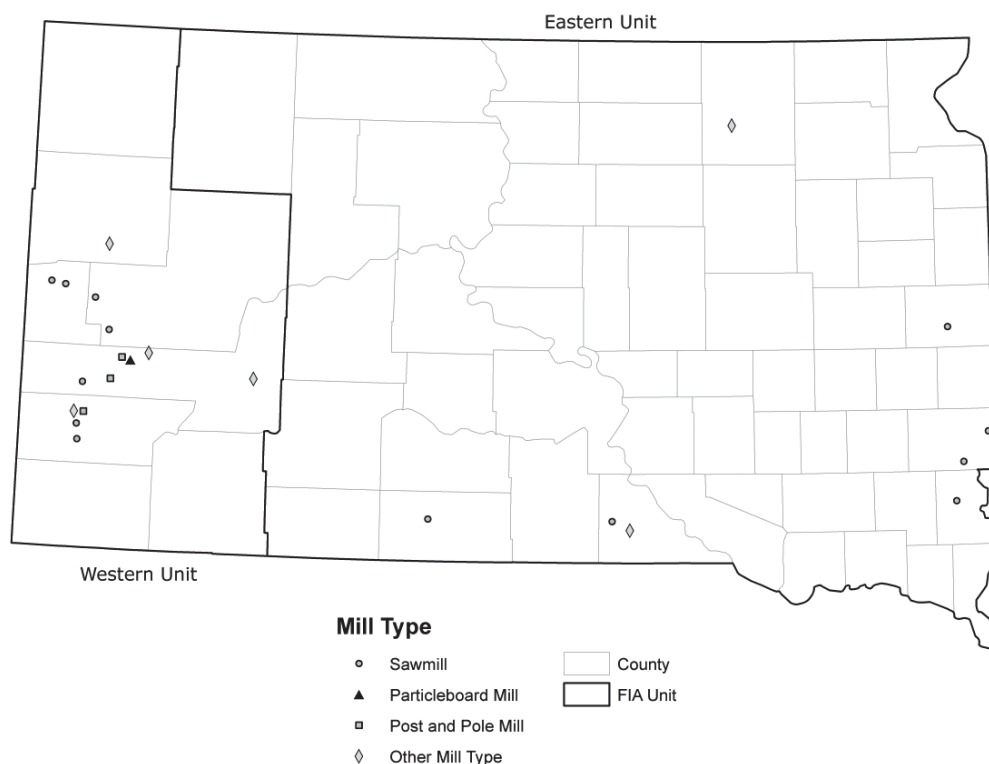 Eastern Unit
Western Unit
Mill Type
Sawmill
County
Particleboard Mill
FIA Unit
Post and Pole Mill
Other Mill Type